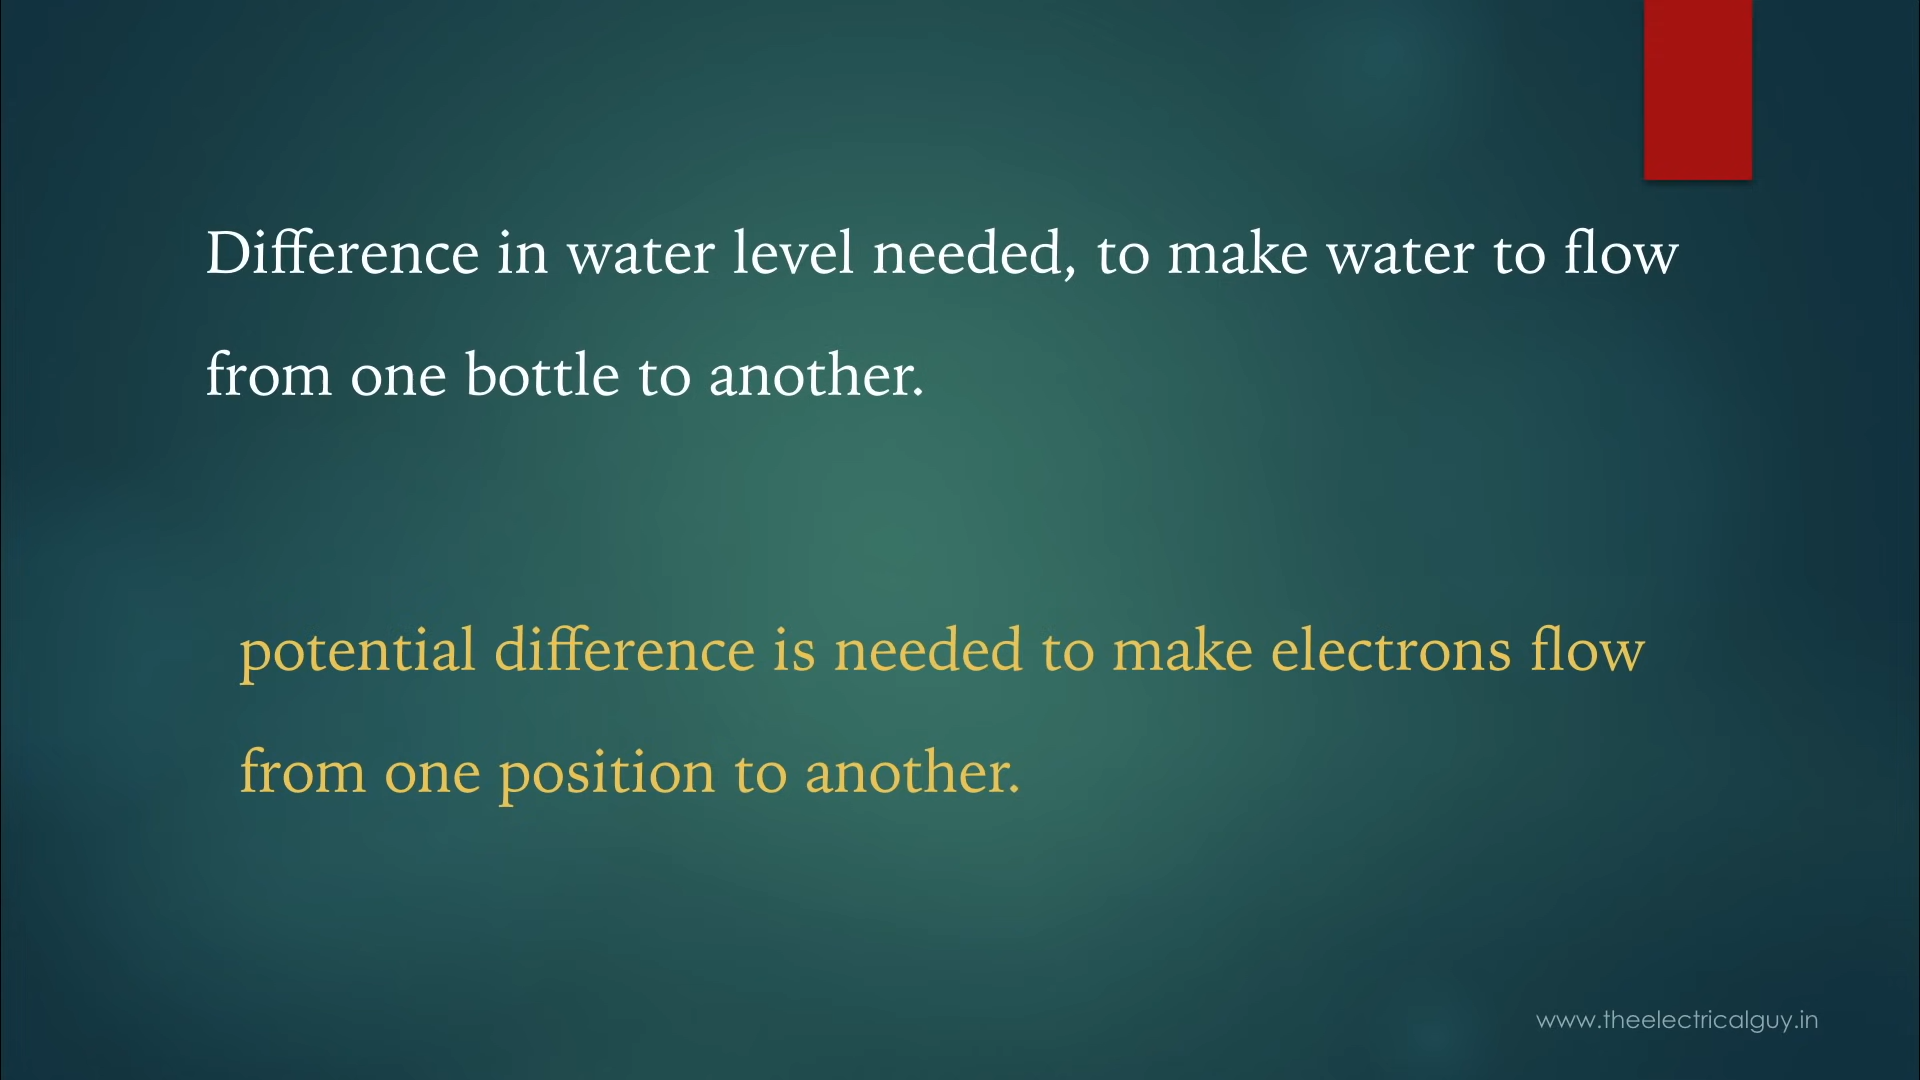 Difference in water level needed, to make water to flow
from one bottle to another.
potential difference is needed to make electrons flow
from one position to another.
www.theelectricalguy.in